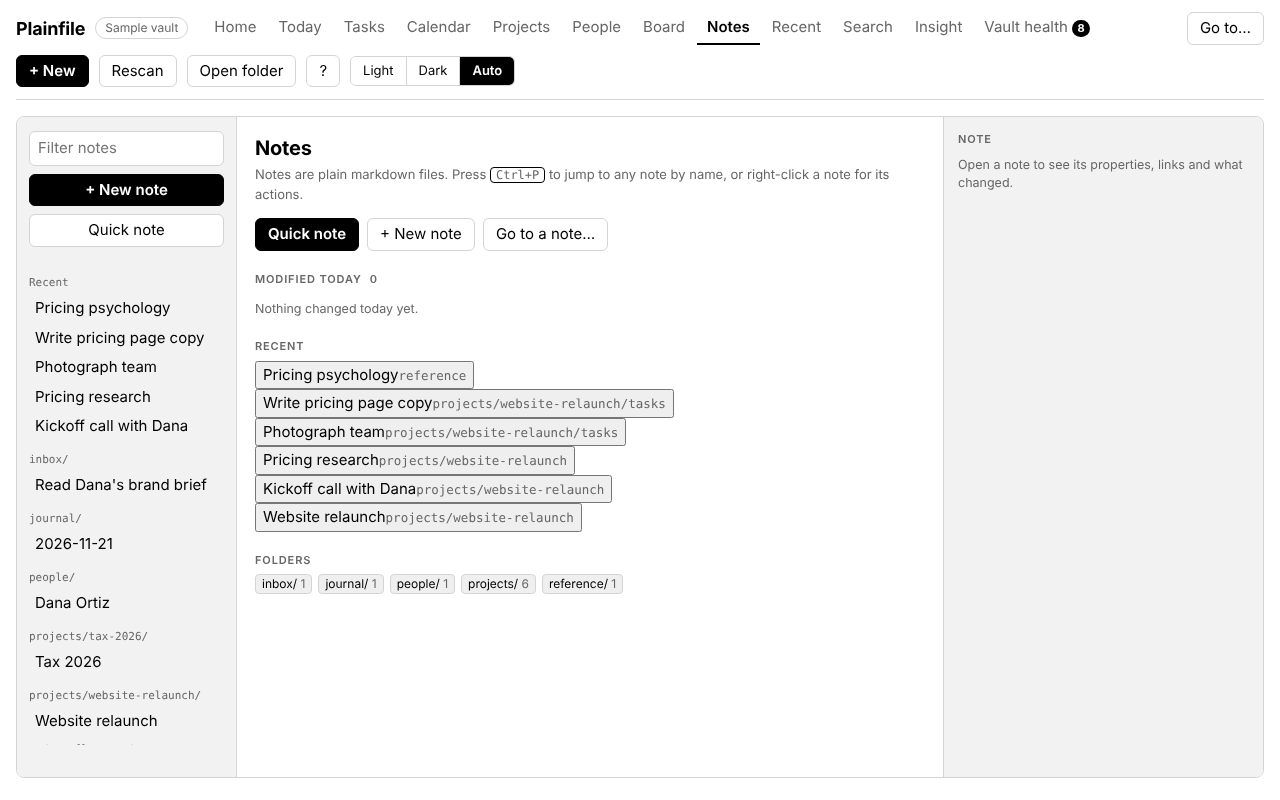 Plainfile Sample vault Home Today Tasks Calendar Projects People Board Notes Recent Search Insight Vault health 8 Go to...
+ New Rescan Open folder ? Light Dark Auto
Filter notes
+ New note
Quick note
Recent
Pricing psychology
Write pricing page copy
Photograph team
Pricing research
Kickoff call with Dana
inbox/
Read Dana's brand brief
journal/
2026-11-21
people/
Dana Ortiz
projects/tax-2026/
Tax 2026
projects/website-relaunch/
Website relaunch
Notes
Notes are plain markdown files. Press Ctrl+P to jump to any note by name, or right-click a note for its
actions.
Quick note + New note Go to a note...
MODIFIED TODAY 0
Nothing changed today yet.
RECENT
Pricing psychology reference
Write pricing page copy projects/website-relaunch/tasks
Photograph team projects/website-relaunch/tasks
Pricing research projects/website-relaunch
Kickoff call with Dana projects/website-relaunch
Website relaunch projects/website-relaunch
FOLDERS
inbox/ 1 journal/ 1 people/ 1 projects/ 6 reference/ 1
NOTE
Open a note to see its properties, links and what
changed.